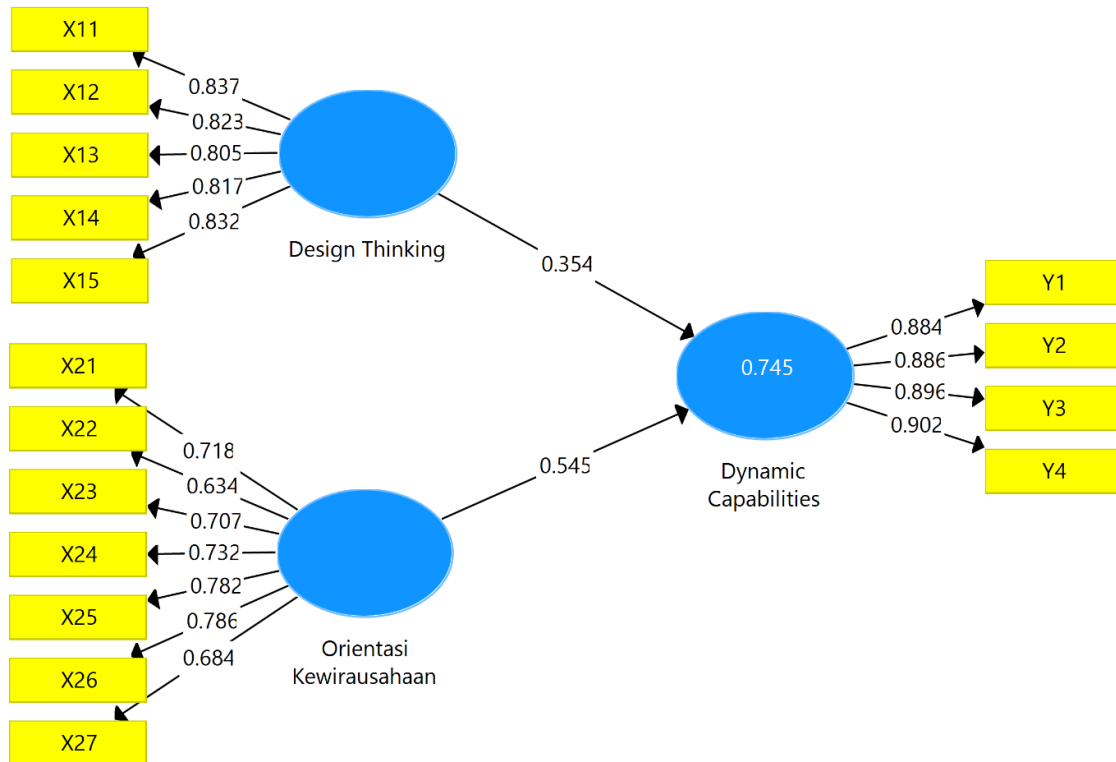 X11
X12
X13
X14
X15
0.837
0.823
0.805
0.817
0.832
Design Thinking
0.354
X21
X22
X23
X24
X25
X26
X27
0.718
0.634
0.707
0.732
0.782
0.786
0.684
Orientasi
Kewirausahaan
0.545
0.745
Dynamic
Capabilities
0.884
0.886
0.896
0.902
Y1
Y2
Y3
Y4